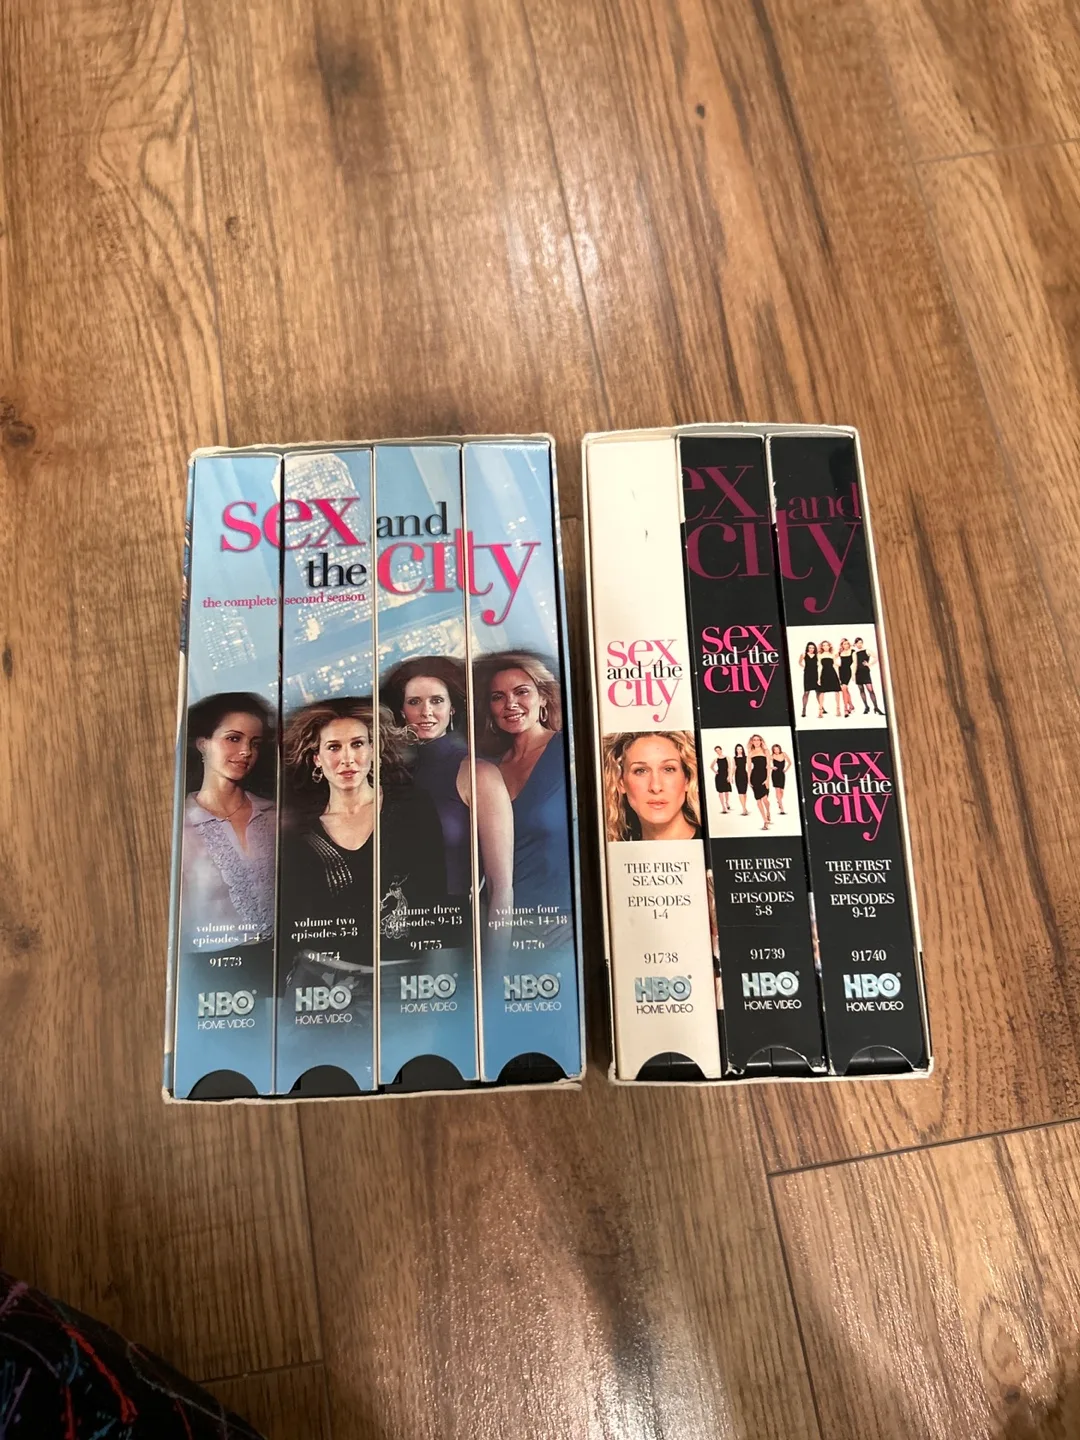 sex and
the city
the complete second season
volume one
episodes 1-4
91773
HBO®
HOME VIDEO
volume two
episodes 5-8
91774
HBO®
HOME VIDEO
volume three
episodes 9-13
91775
HBO®
HOME VIDEO
volume four
episodes 14-18
91776
HBO®
HOME VIDEO
sex
and the
city
THE FIRST
SEASON
EPISODES
1-4
91738
HBO®
HOME VIDEO
ex
city
and
sex
and the
city
THE FIRST
SEASON
EPISODES
5-8
91739
HBO®
HOME VIDEO
sex
and the
city
THE FIRST
SEASON
EPISODES
9-12
91740
HBO®
HOME VIDEO